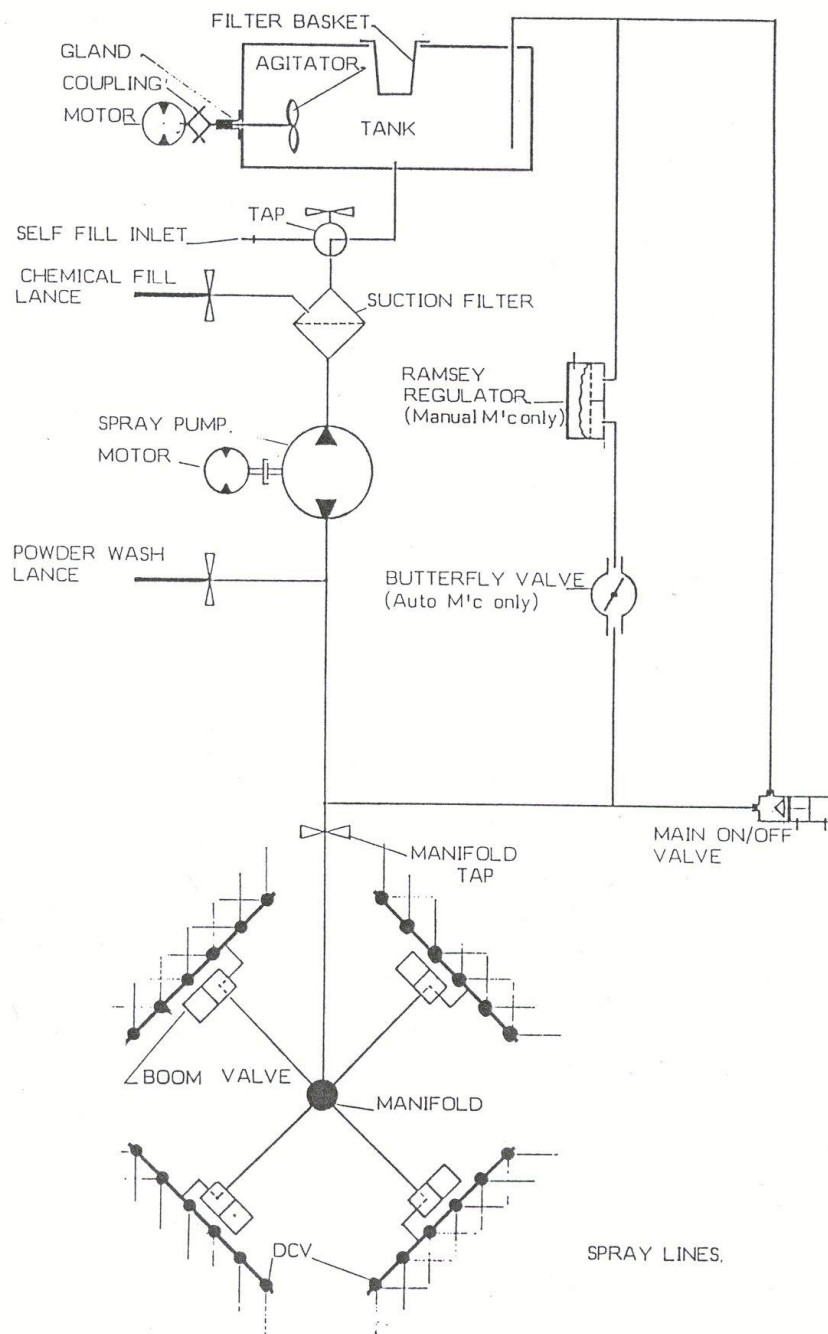 FILTER BASKET
GLAND
AGITATOR
COUPLING
MOTOR
TANK
TAP
SELF FILL INLET
CHEMICAL FILL
LANCE
SUCTION FILTER
RAMSEY
REGULATOR
(Manual M'c only)
SPRAY PUMP.
MOTOR
POWDER WASH
LANCE
BUTTERFLY VALVE
(Auto M'c only)
MAIN ON/OFF
VALVE
MANIFOLD
TAP
BOOM VALVE
MANIFOLD
DCV
SPRAY LINES.